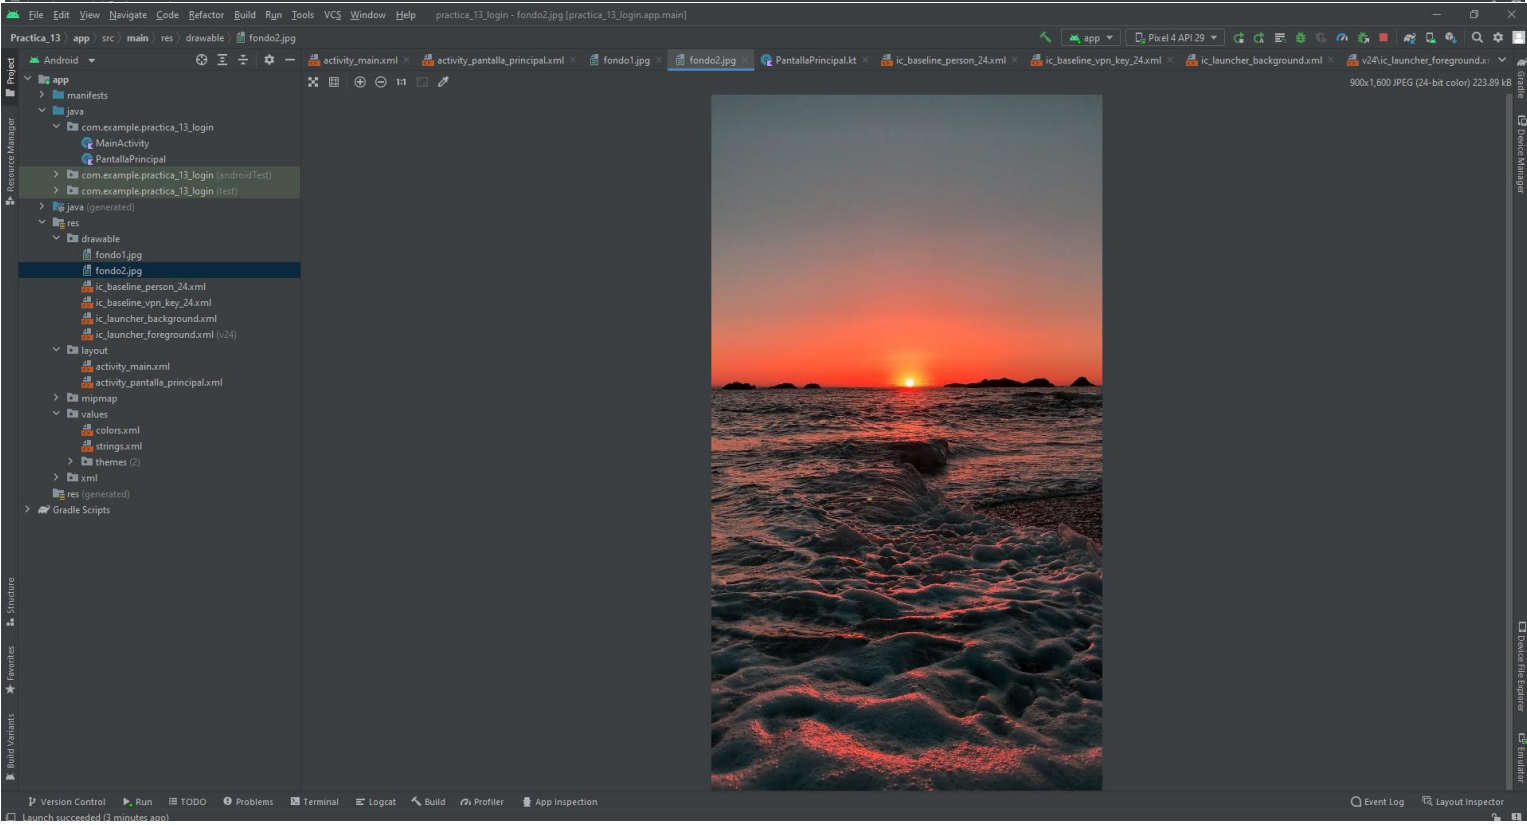 File Edit View Navigate Code Refactor Build Run Tools VCS Window Help practica_13_login - fondo2.jpg [practica_13_login.app.main]
Practica_13 app src main res drawable fondo2.jpg app Pixel 4 API 29
Android activity_main.xml activity_pantalla_principal.xml fondo1.jpg fondo2.jpg PantallaPrincipal.kt ic_baseline_person_24.xml ic_baseline_vpn_key_24.xml ic_launcher_background.xml v24\ic_launcher_foreground.x
1:1 900x1,600 JPEG (24-bit color) 223.89 kB
app
manifests
java
com.example.practica_13_login
MainActivity
PantallaPrincipal
com.example.practica_13_login (androidTest)
com.example.practica_13_login (test)
java (generated)
res
drawable
fondo1.jpg
fondo2.jpg
ic_baseline_person_24.xml
ic_baseline_vpn_key_24.xml
ic_launcher_background.xml
ic_launcher_foreground.xml (v24)
layout
activity_main.xml
activity_pantalla_principal.xml
mipmap
values
colors.xml
strings.xml
themes (2)
xml
res (generated)
Gradle Scripts
Project
Resource Manager
Structure
Favorites
Build Variants
Gradle
Device Manager
Device File Explorer
Emulator
Version Control Run TODO Problems Terminal Logcat Build Profiler App Inspection Event Log Layout Inspector
Launch succeeded (3 minutes ago)